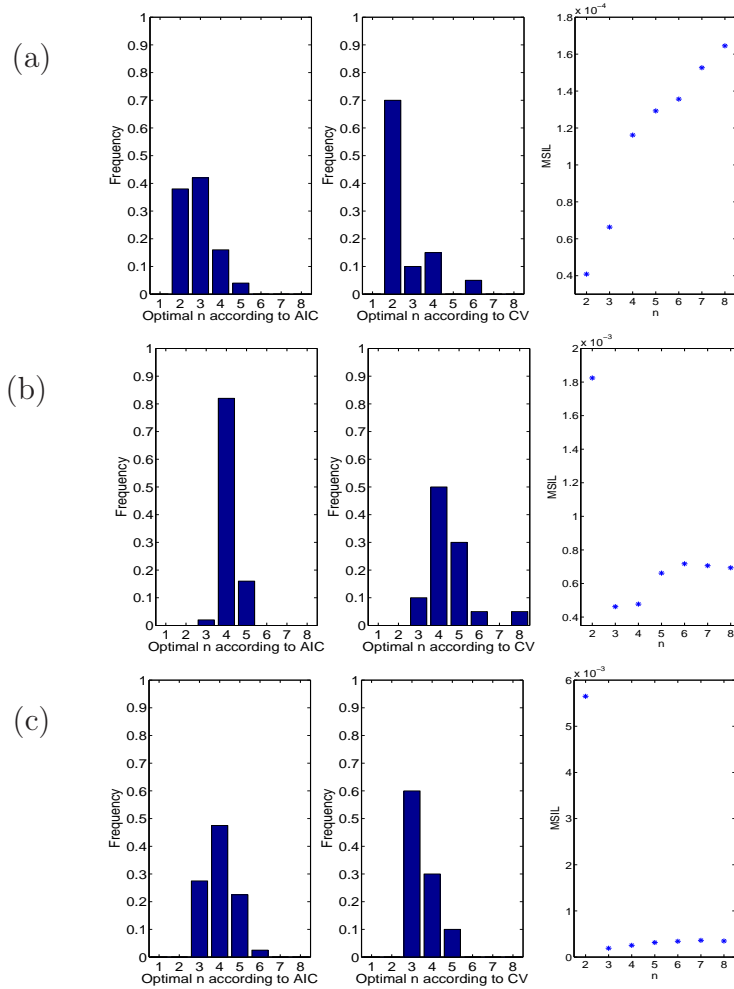 (a)
1
0.9
0.8
0.7
0.6
0.5
0.4
0.3
0.2
0.1
0
Frequency
1 2 3 4 5 6 7 8
Optimal n according to AIC
1
0.9
0.8
0.7
0.6
0.5
0.4
0.3
0.2
0.1
0
Frequency
1 2 3 4 5 6 7 8
Optimal n according to CV
x 10⁻⁴
1.8
1.6
1.4
1.2
1
0.8
0.6
0.4
MSIL
2 3 4 5 6 7 8
n
(b)
1
0.9
0.8
0.7
0.6
0.5
0.4
0.3
0.2
0.1
0
Frequency
1 2 3 4 5 6 7 8
Optimal n according to AIC
1
0.9
0.8
0.7
0.6
0.5
0.4
0.3
0.2
0.1
0
Frequency
1 2 3 4 5 6 7 8
Optimal n according to CV
x 10⁻³
2
1.8
1.6
1.4
1.2
1
0.8
0.6
0.4
MSIL
2 3 4 5 6 7 8
n
(c)
1
0.9
0.8
0.7
0.6
0.5
0.4
0.3
0.2
0.1
0
Frequency
1 2 3 4 5 6 7 8
Optimal n according to AIC
1
0.9
0.8
0.7
0.6
0.5
0.4
0.3
0.2
0.1
0
Frequency
1 2 3 4 5 6 7 8
Optimal n according to CV
x 10⁻³
6
5
4
3
2
1
0
MSIL
2 3 4 5 6 7 8
n